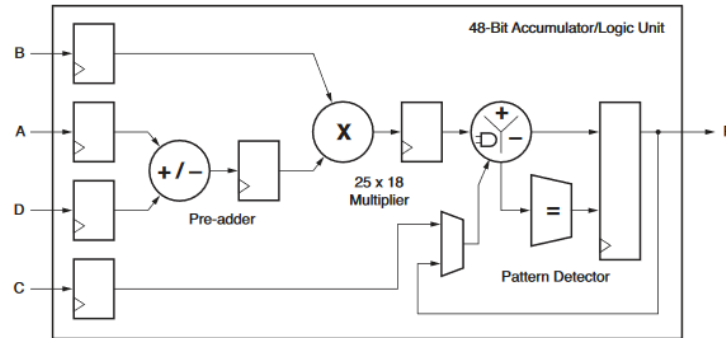 48-Bit Accumulator/Logic Unit
B
A
D
C
+ / −
Pre-adder
X
25 x 18
Multiplier
+
−
=
Pattern Detector